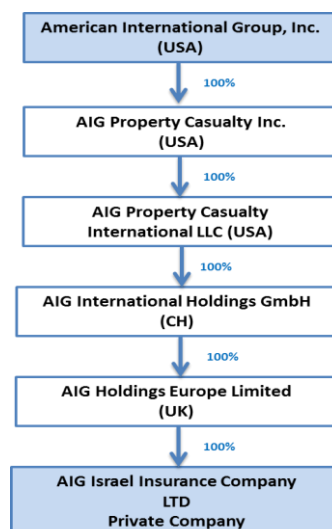 American International Group, Inc.
(USA)
100%
AIG Property Casualty Inc.
(USA)
100%
AIG Property Casualty
International LLC (USA)
100%
AIG International Holdings GmbH
(CH)
100%
AIG Holdings Europe Limited
(UK)
100%
AIG Israel Insurance Company
LTD
Private Company